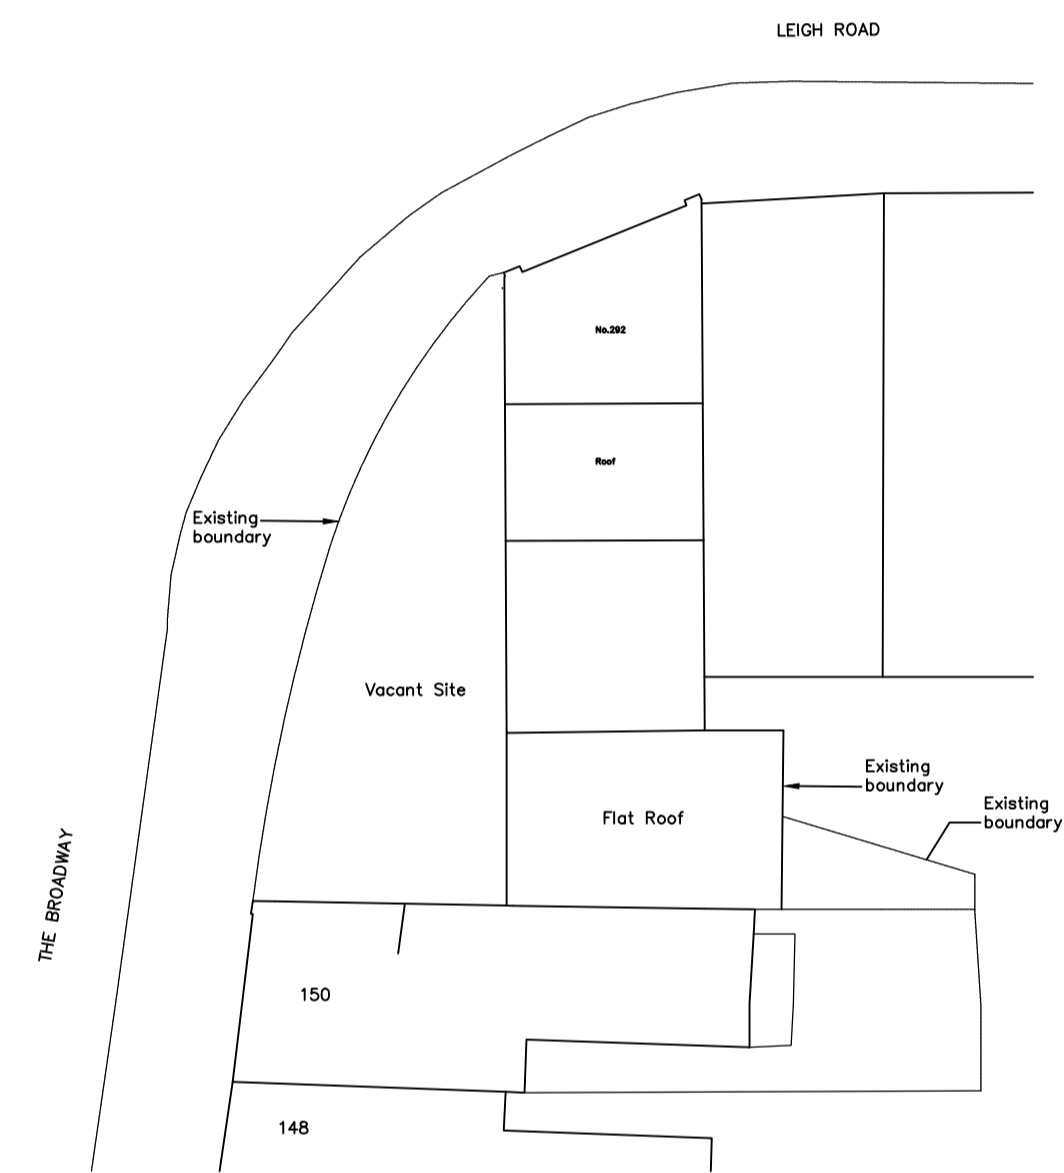 LEIGH ROAD
No.292
Roof
Existing
boundary
Vacant Site
Existing
boundary
Existing
boundary
Flat Roof
THE BROADWAY
150
148